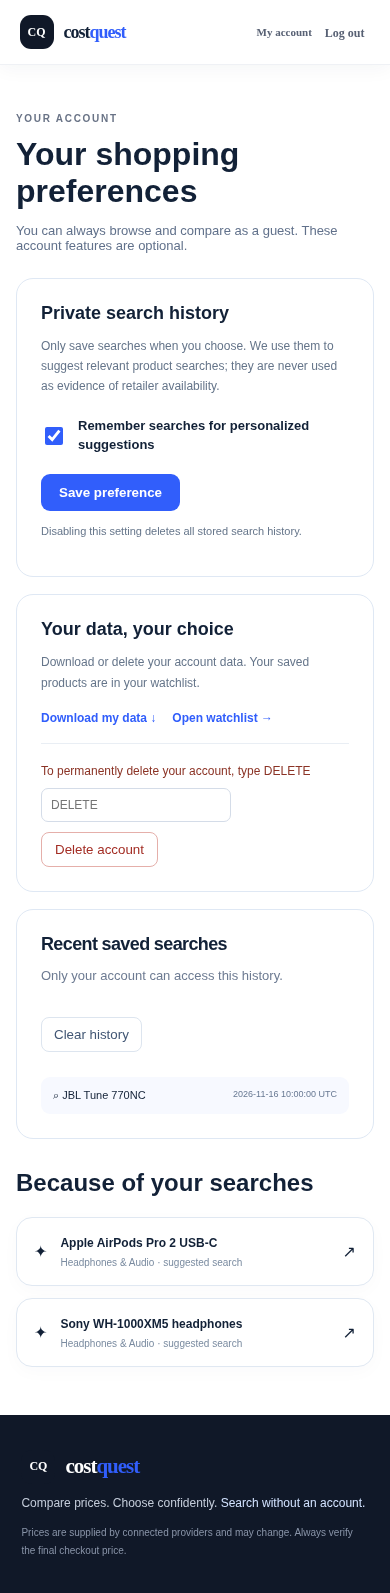 CQ costquest My account Log out
YOUR ACCOUNT
Your shopping
preferences
You can always browse and compare as a guest. These
account features are optional.
Private search history
Only save searches when you choose. We use them to
suggest relevant product searches; they are never used
as evidence of retailer availability.
Remember searches for personalized
suggestions
Save preference
Disabling this setting deletes all stored search history.
Your data, your choice
Download or delete your account data. Your saved
products are in your watchlist.
Download my data ↓ Open watchlist →
To permanently delete your account, type DELETE
DELETE
Delete account
Recent saved searches
Only your account can access this history.
Clear history
⌕ JBL Tune 770NC 2026-11-16 10:00:00 UTC
Because of your searches
✦ Apple AirPods Pro 2 USB-C ↗
Headphones & Audio · suggested search
✦ Sony WH-1000XM5 headphones ↗
Headphones & Audio · suggested search
CQ costquest
Compare prices. Choose confidently. Search without an account.
Prices are supplied by connected providers and may change. Always verify
the final checkout price.